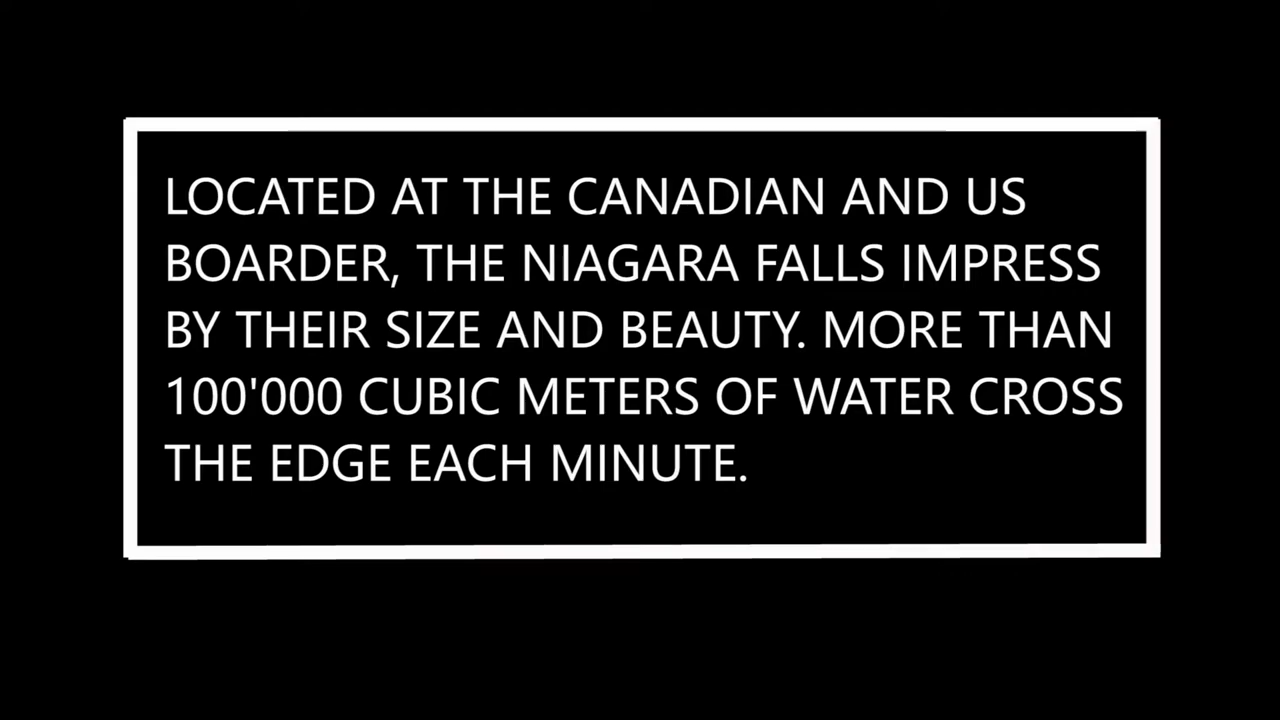 LOCATED AT THE CANADIAN AND US
BOARDER, THE NIAGARA FALLS IMPRESS
BY THEIR SIZE AND BEAUTY. MORE THAN
100'000 CUBIC METERS OF WATER CROSS
THE EDGE EACH MINUTE.